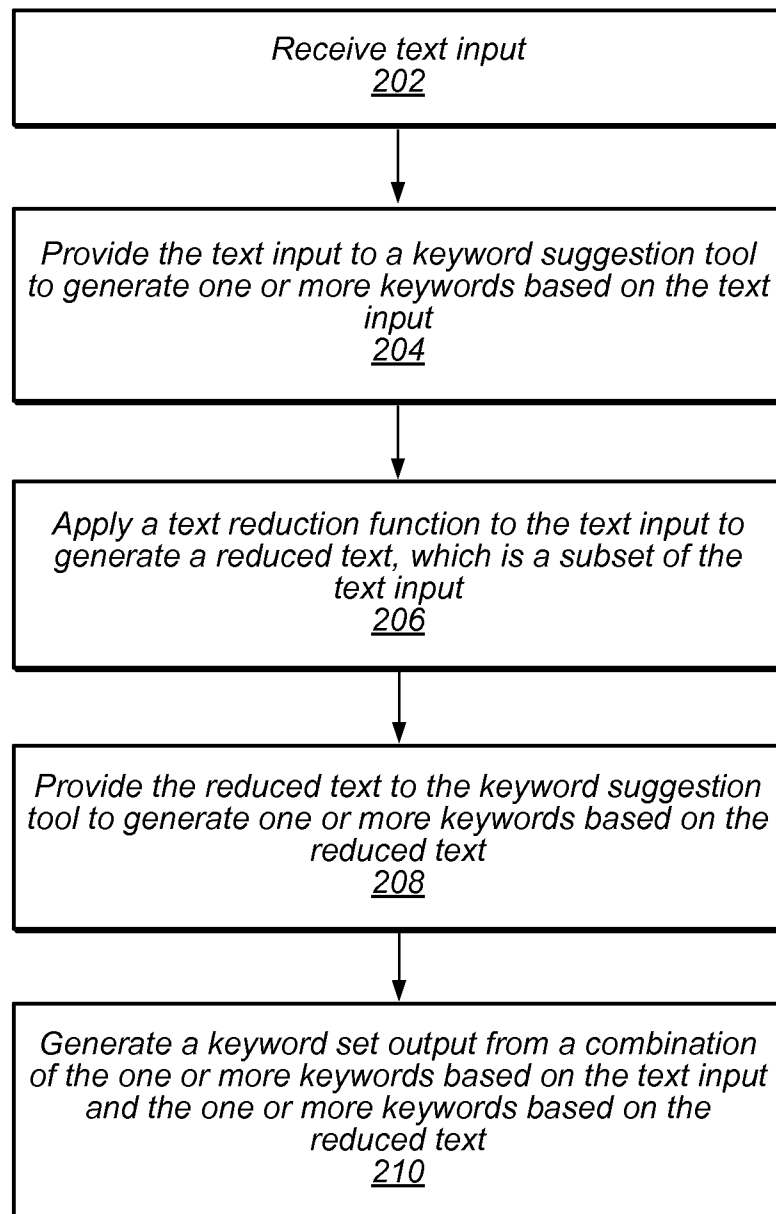 Receive text input
202
Provide the text input to a keyword suggestion tool
to generate one or more keywords based on the text
input
204
Apply a text reduction function to the text input to
generate a reduced text, which is a subset of the
text input
206
Provide the reduced text to the keyword suggestion
tool to generate one or more keywords based on the
reduced text
208
Generate a keyword set output from a combination
of the one or more keywords based on the text input
and the one or more keywords based on the
reduced text
210